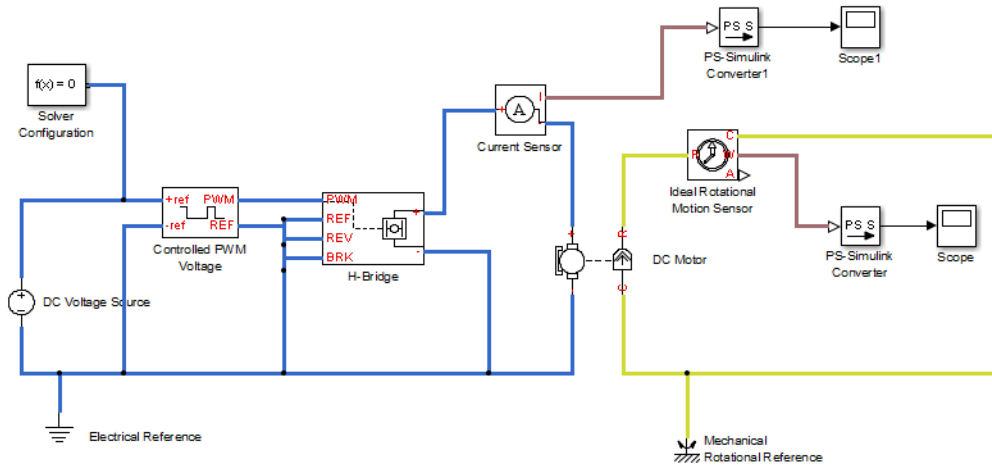 PS S
PS-Simulink
Converter1
Scope1
f(x) = 0
Solver
Configuration
I
+
A
-
Current Sensor
C
R
W
A
Ideal Rotational
Motion Sensor
+ref
PWM
-ref
REF
Controlled PWM
Voltage
PWM
REF
REV
BRK
+
-
H-Bridge
PS S
PS-Simulink
Converter
Scope
+
R
DC Motor
C
-
DC Voltage Source
Electrical Reference
Mechanical
Rotational Reference